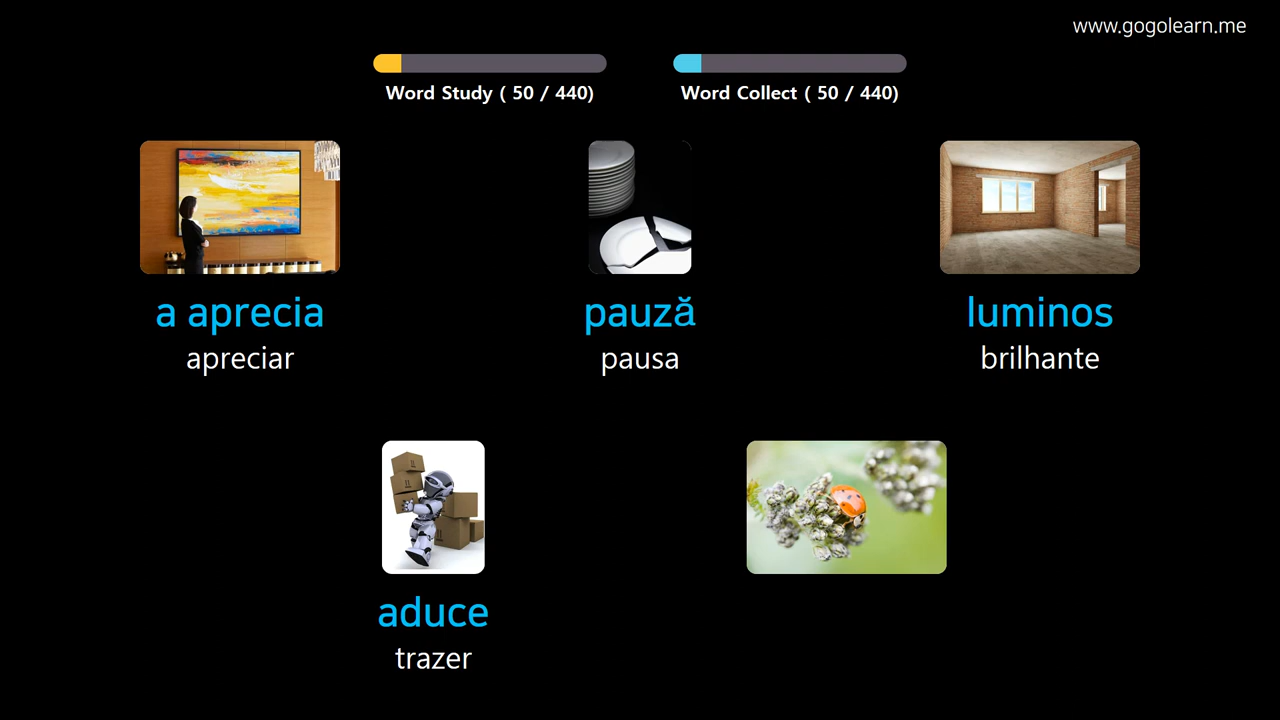 www.gogolearn.me
Word Study ( 50 / 440)
Word Collect ( 50 / 440)
a aprecia
apreciar
pauză
pausa
luminos
brilhante
aduce
trazer